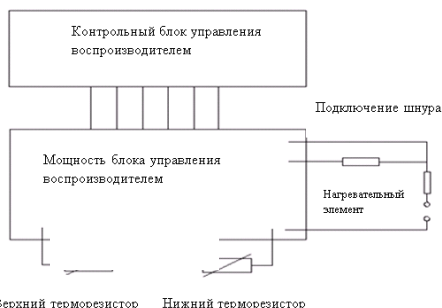 Контрольный блок управления
воспроизводителем
Подключение шнура
Мощность блока управления
воспроизводителем
Нагревательный
элемент
Верхний терморезистор Нижний терморезистор